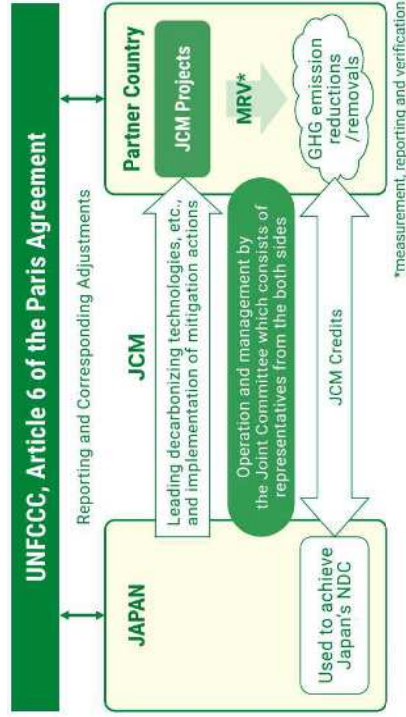 UNFCCC, Article 6 of the Paris Agreement
Reporting and Corresponding Adjustments
JAPAN
JCM
Partner Country
Leading decarbonizing technologies, etc.,
and implementation of mitigation actions
JCM Projects
MRV*
Operation and management by
the Joint Committee which consists of
representatives from the both sides
Used to achieve
Japan's NDC
JCM Credits
GHG emission
reductions
/removals
*measurement, reporting and verification